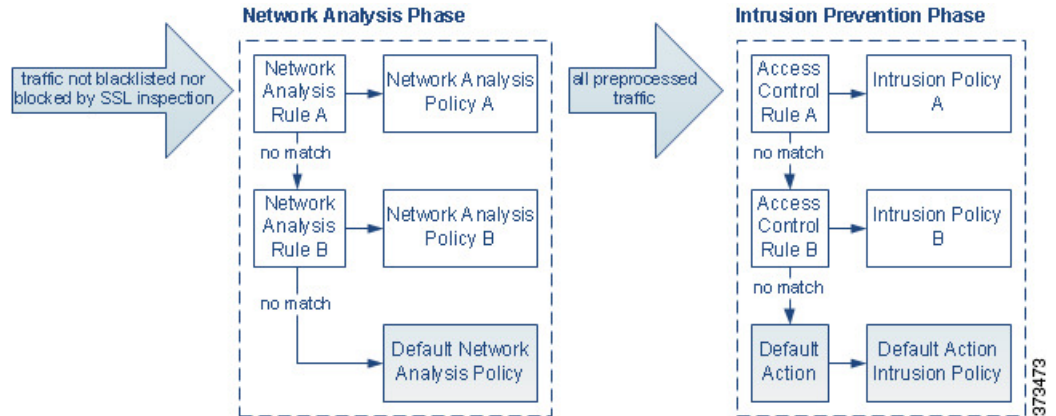 Network Analysis Phase
Intrusion Prevention Phase
traffic not blacklisted nor
blocked by SSL inspection
Network
Analysis
Rule A
Network Analysis
Policy A
no match
Network
Analysis
Rule B
Network Analysis
Policy B
no match
Default Network
Analysis Policy
all preprocessed
traffic
Access
Control
Rule A
Intrusion Policy
A
no match
Access
Control
Rule B
Intrusion Policy
B
no match
Default
Action
Default Action
Intrusion Policy
373473